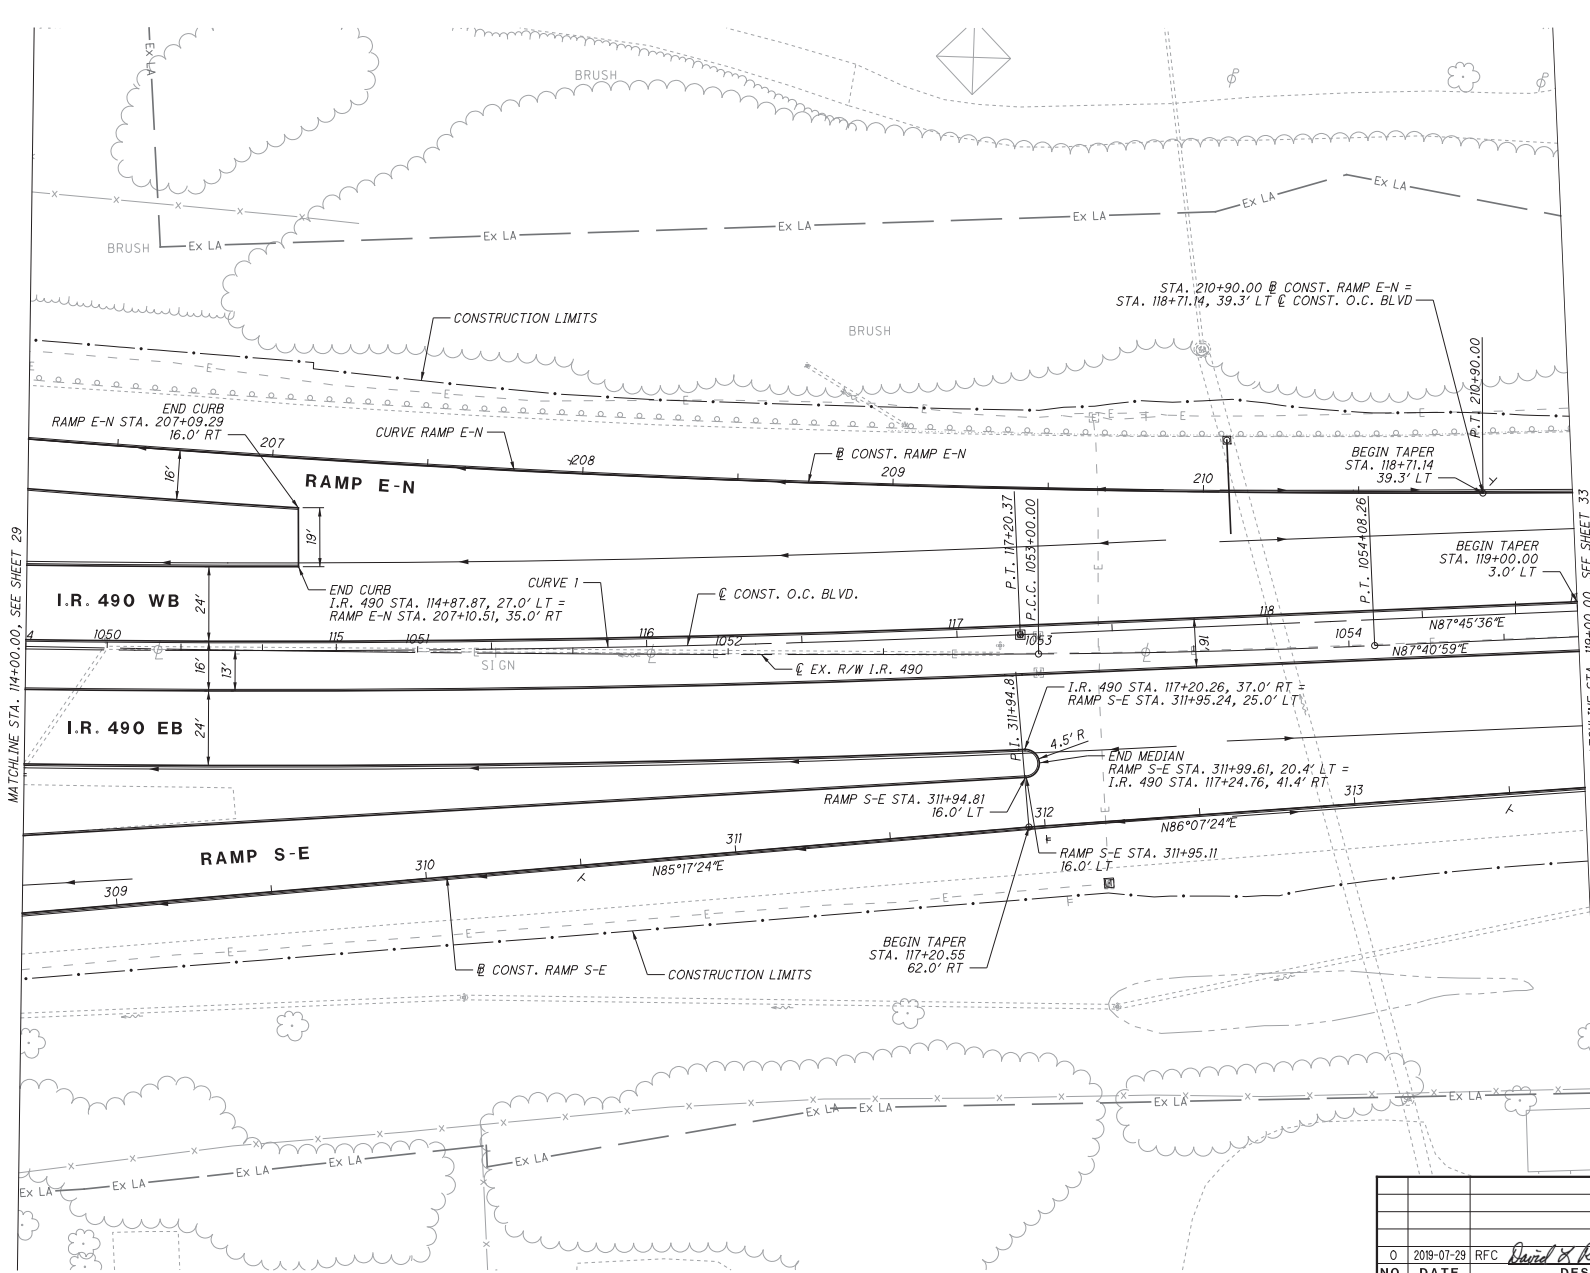 Ex LA
BRUSH
Ex LA
Ex LA
Ex LA
Ex LA
Ex LA
Ex LA
BRUSH
STA. 210+90.00 ⅊ CONST. RAMP E-N =
STA. 118+71.14, 39.3' LT ℄ CONST. O.C. BLVD
CONSTRUCTION LIMITS
BRUSH
P.T. 210+90.00
E
E
E
E
E
E
E
E
END CURB
RAMP E-N STA. 207+09.29
16.0' RT
207
CURVE RAMP E-N
208
⅊ CONST. RAMP E-N
209
210
BEGIN TAPER
STA. 118+71.14
39.3' LT
16'
RAMP E-N
P.T. 117+20.37
P.C.C. 1053+00.00
P.T. 1054+08.26
19'
BEGIN TAPER
STA. 119+00.00
3.0' LT
MATCHLINE STA. 114+00.00, SEE SHEET 29
SEE SHEET 33
END CURB
I.R. 490 STA. 114+87.87, 27.0' LT =
RAMP E-N STA. 207+10.51, 35.0' RT
CURVE 1
℄ CONST. O.C. BLVD.
I.R. 490 WB
24'
4
1050
115
1051
116
1052
117
1053
118
1054
N87°45'36"E
N87°40'59"E
16'
16'
13'
SIGN
E
E
E
E
℄ EX. R/W I.R. 490
I.R. 490 EB
24'
P.I. 311+94.8
I.R. 490 STA. 117+20.26, 37.0' RT =
RAMP S-E STA. 311+95.24, 25.0' LT
4.5' R
END MEDIAN
RAMP S-E STA. 311+99.61, 20.4' LT =
I.R. 490 STA. 117+24.76, 41.4' RT
RAMP S-E STA. 311+94.81
16.0' LT
312
313
N86°07'24"E
RAMP S-E STA. 311+95.11
16.0' LT
RAMP S-E
309
310
311
N85°17'24"E
E
E
E
BEGIN TAPER
STA. 117+20.55
62.0' RT
⅊ CONST. RAMP S-E
CONSTRUCTION LIMITS
Ex LA
Ex LA
Ex LA
Ex LA
Ex LA
Ex LA
Ex LA
Ex LA
Ex LA
0 2019-07-29 RFC David L
NO. DATE DES